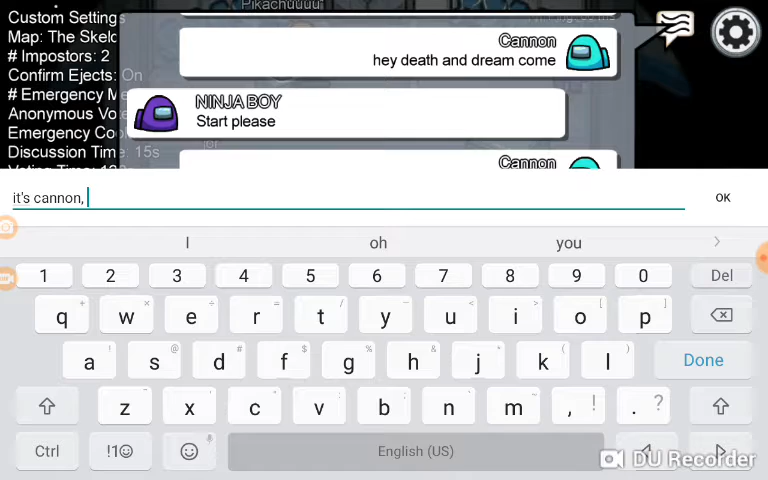 Pikachuuuu
Custom Settings
Map: The Skeld
# Impostors: 2
Confirm Ejects: On
# Emergency Me
Anonymous Vo
Emergency Coo
Discussion Time: 15s
Cannon
hey death and dream come
NINJA BOY
Start please
Cannon
it's cannon,
OK
I oh you
1 2 3 4 5 6 7 8 9 0 Del
q w e r t y u i o p
a s d f g h j k l Done
z x c v b n m , ! . ?
Ctrl !1☺ English (US)
DU Recorder